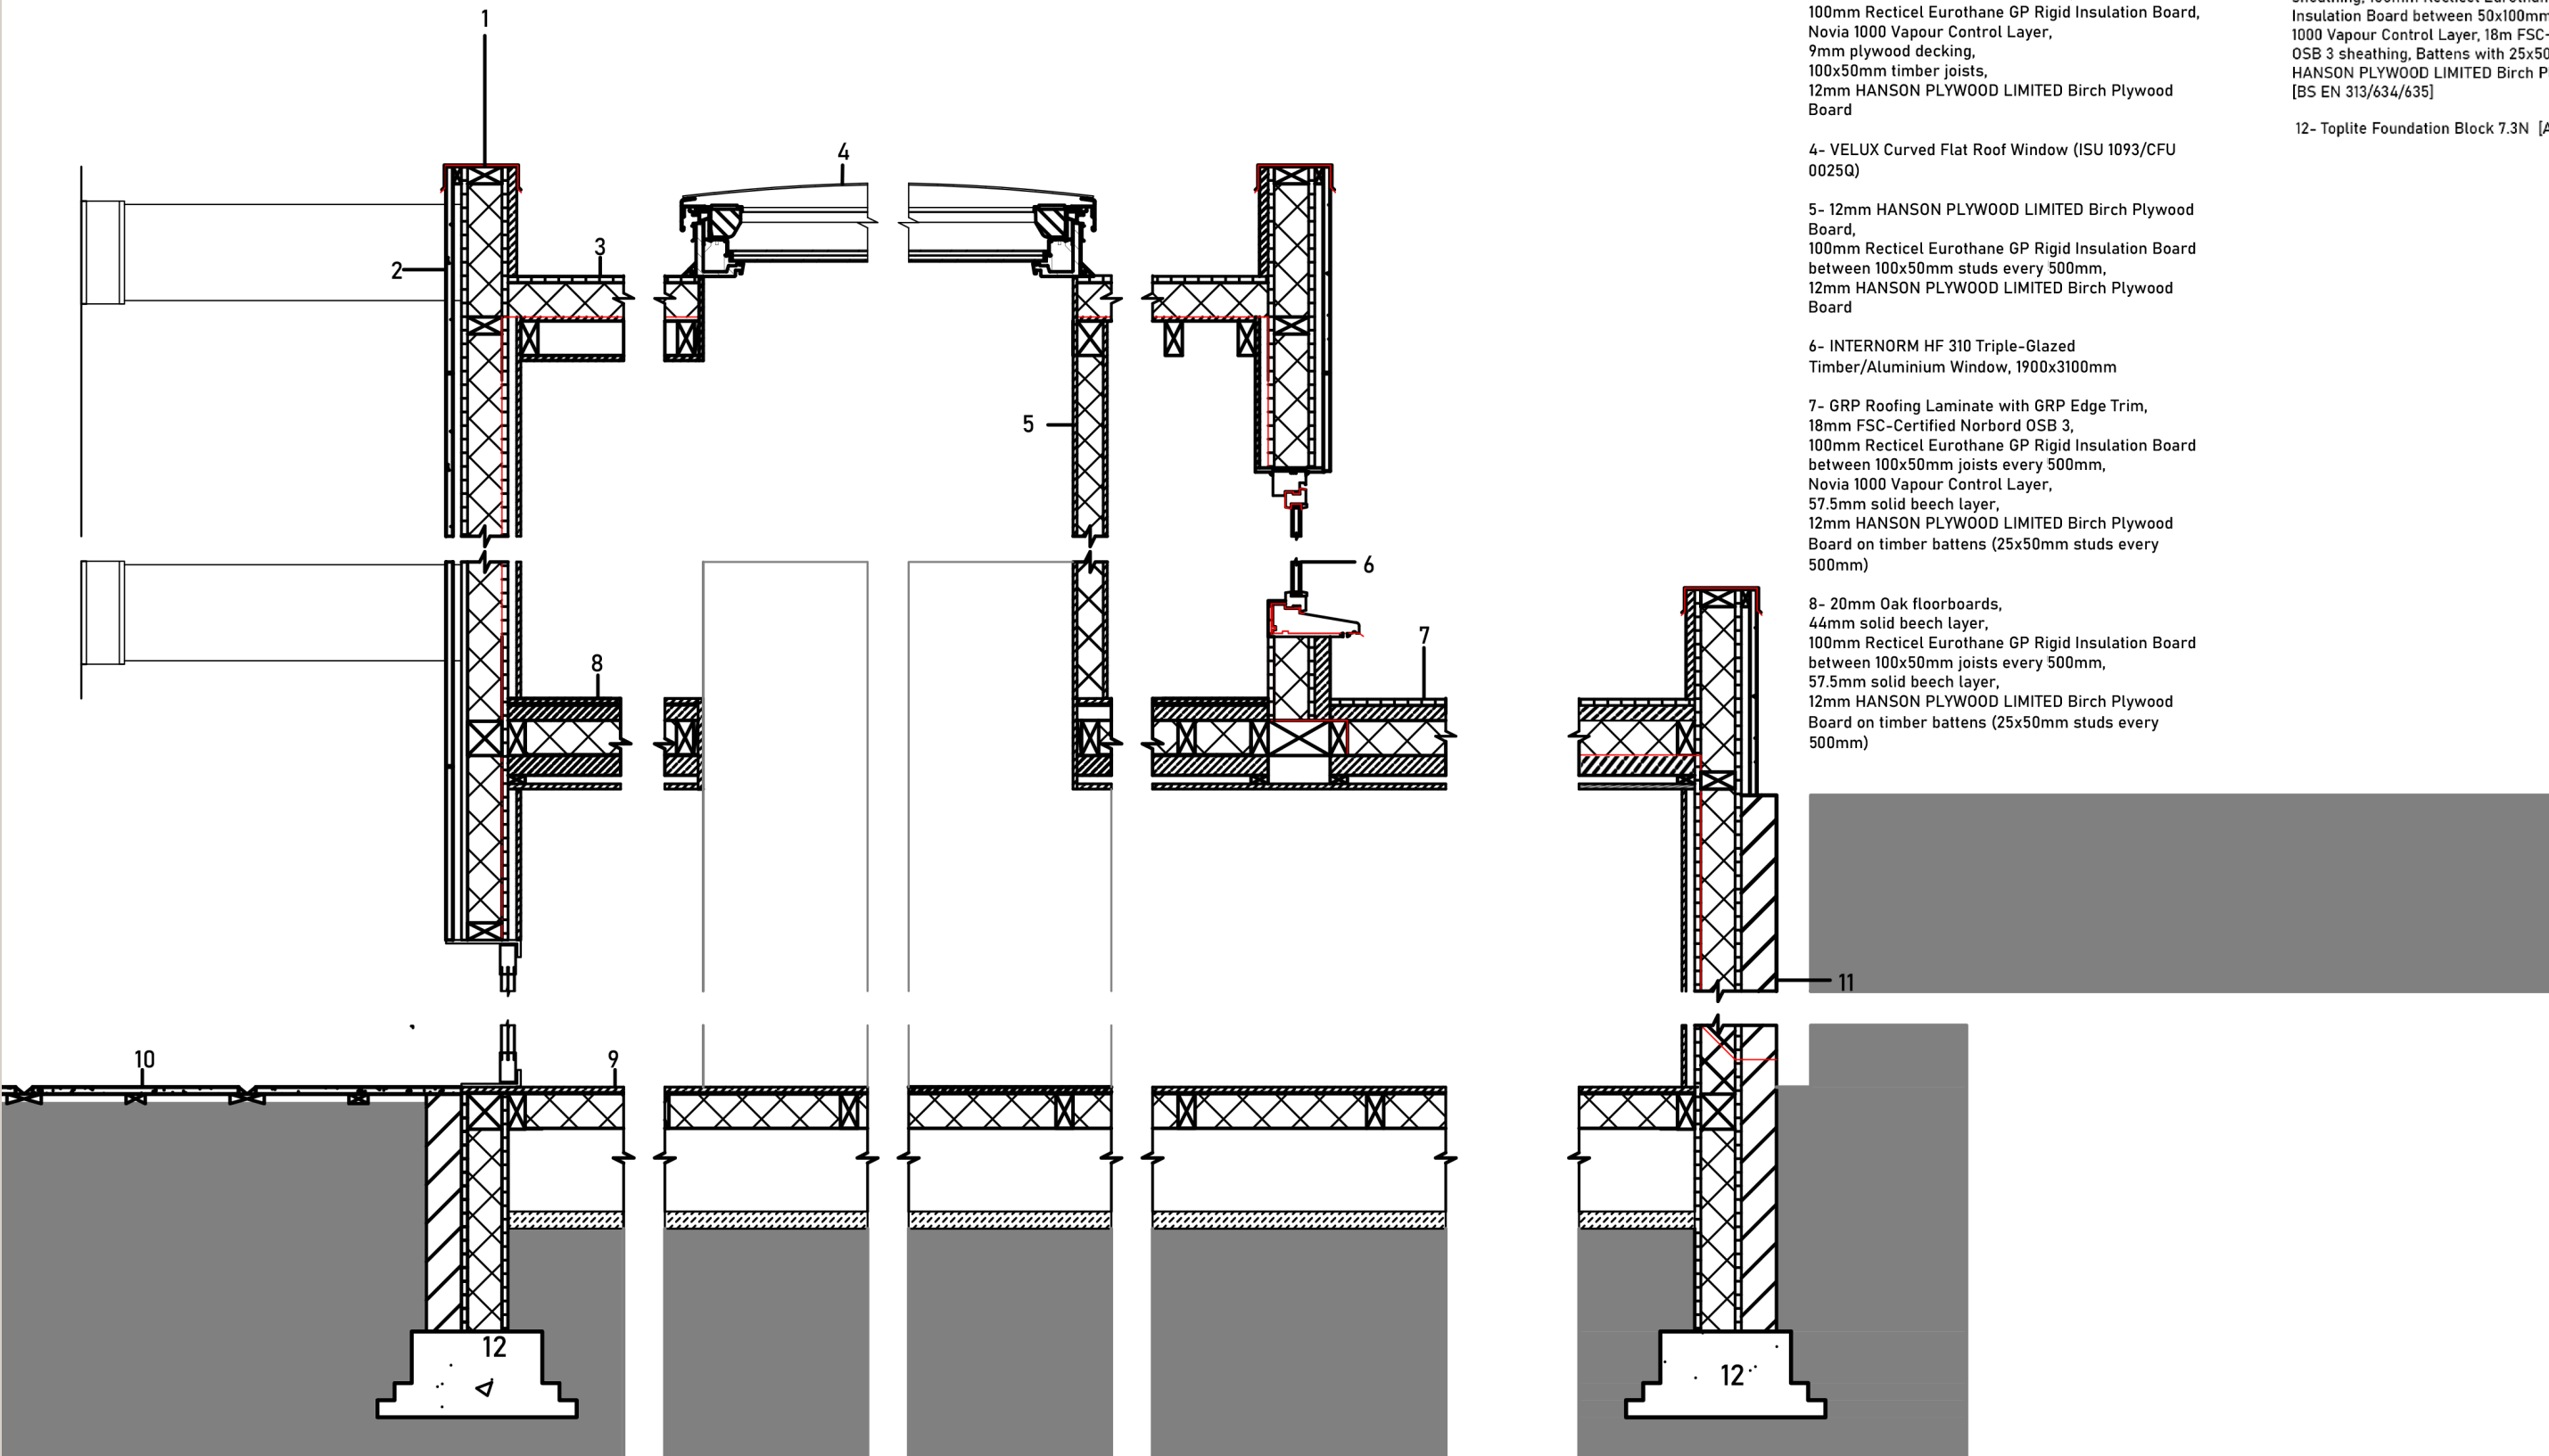 1
2
3
4
5
6
7
8
9
10
11
12
12
100mm Recticel Eurothane GP Rigid Insulation Board,
Novia 1000 Vapour Control Layer,
9mm plywood decking,
100x50mm timber joists,
12mm HANSON PLYWOOD LIMITED Birch Plywood
Board
4- VELUX Curved Flat Roof Window (ISU 1093/CFU
0025Q)
5- 12mm HANSON PLYWOOD LIMITED Birch Plywood
Board,
100mm Recticel Eurothane GP Rigid Insulation Board
between 100x50mm studs every 500mm,
12mm HANSON PLYWOOD LIMITED Birch Plywood
Board
6- INTERNORM HF 310 Triple-Glazed
Timber/Aluminium Window, 1900x3100mm
7- GRP Roofing Laminate with GRP Edge Trim,
18mm FSC-Certified Norbord OSB 3,
100mm Recticel Eurothane GP Rigid Insulation Board
between 100x50mm joists every 500mm,
Novia 1000 Vapour Control Layer,
57.5mm solid beech layer,
12mm HANSON PLYWOOD LIMITED Birch Plywood
Board on timber battens (25x50mm studs every
500mm)
8- 20mm Oak floorboards,
44mm solid beech layer,
100mm Recticel Eurothane GP Rigid Insulation Board
between 100x50mm joists every 500mm,
57.5mm solid beech layer,
12mm HANSON PLYWOOD LIMITED Birch Plywood
Board on timber battens (25x50mm studs every
500mm)
Insulation Board between 50x100mm
1000 Vapour Control Layer, 18m FSC-
OSB 3 sheathing, Battens with 25x50
HANSON PLYWOOD LIMITED Birch P
[BS EN 313/634/635]
12- Toplite Foundation Block 7.3N [A